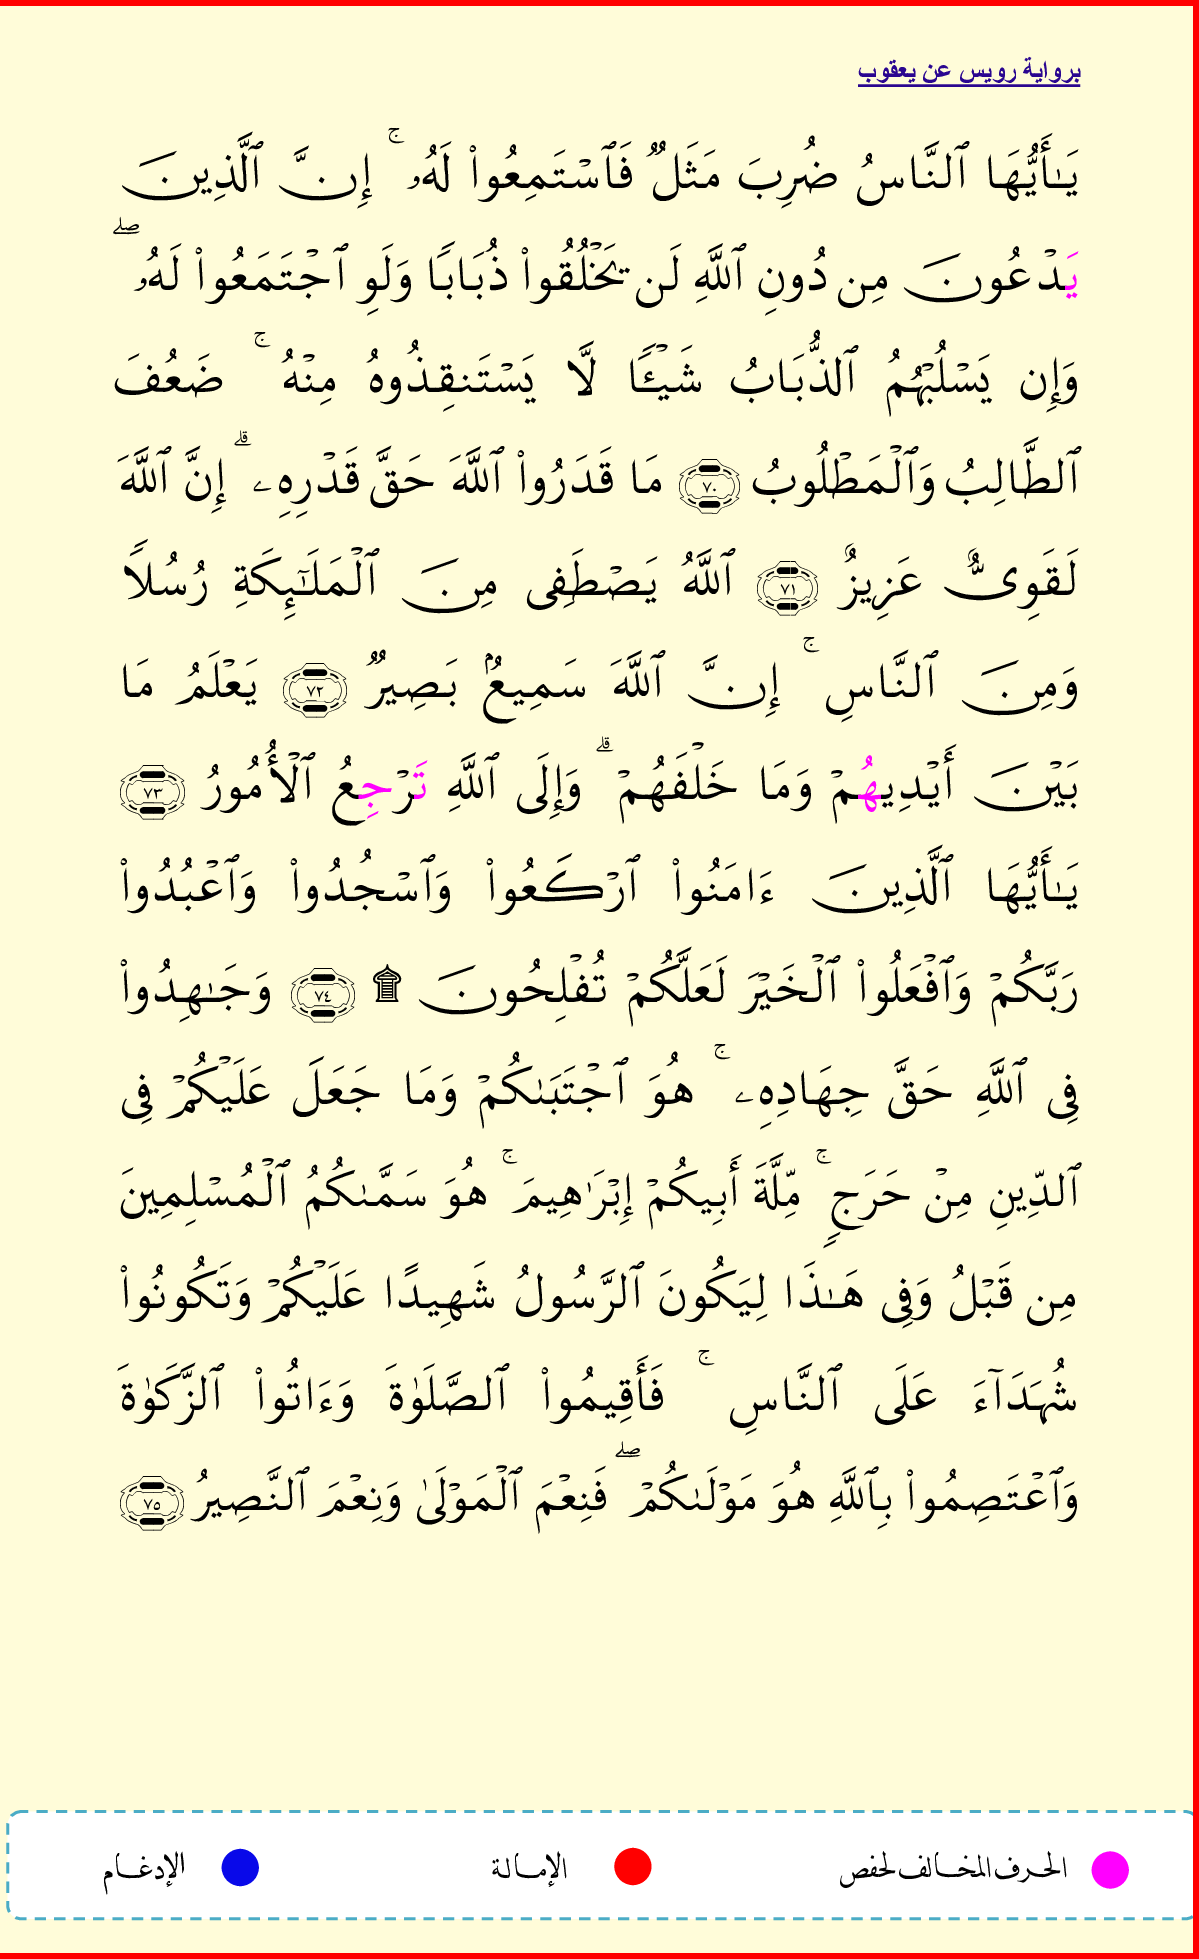 برواية رويس عن يعقوب
يَـٰٓأَيُّهَا ٱلنَّاسُ ضُرِبَ مَثَلٌ فَٱسْتَمِعُوا۟ لَهُۥٓ ۚ إِنَّ ٱلَّذِينَ
يَدْعُونَ مِن دُونِ ٱللَّهِ لَن يَخْلُقُوا۟ ذُبَابًا وَلَوِ ٱجْتَمَعُوا۟ لَهُۥ ۖ
وَإِن يَسْلُبْهُمُ ٱلذُّبَابُ شَيْـًٔا لَّا يَسْتَنقِذُوهُ مِنْهُ ۚ ضَعُفَ
ٱلطَّالِبُ وَٱلْمَطْلُوبُ ٧٠ مَا قَدَرُوا۟ ٱللَّهَ حَقَّ قَدْرِهِۦ ۗ إِنَّ ٱللَّهَ
لَقَوِىٌّ عَزِيزٌ ٧١ ٱللَّهُ يَصْطَفِى مِنَ ٱلْمَلَـٰٓئِكَةِ رُسُلًا
وَمِنَ ٱلنَّاسِ ۚ إِنَّ ٱللَّهَ سَمِيعٌۢ بَصِيرٌ ٧٢ يَعْلَمُ مَا
بَيْنَ أَيْدِيهُمْ وَمَا خَلْفَهُمْ ۗ وَإِلَى ٱللَّهِ تَرْجِعُ ٱلْأُمُورُ ٧٣
يَـٰٓأَيُّهَا ٱلَّذِينَ ءَامَنُوا۟ ٱرْكَعُوا۟ وَٱسْجُدُوا۟ وَٱعْبُدُوا۟
رَبَّكُمْ وَٱفْعَلُوا۟ ٱلْخَيْرَ لَعَلَّكُمْ تُفْلِحُونَ ۩ ٧٤ وَجَـٰهِدُوا۟
فِى ٱللَّهِ حَقَّ جِهَادِهِۦ ۚ هُوَ ٱجْتَبَىٰكُمْ وَمَا جَعَلَ عَلَيْكُمْ فِى
ٱلدِّينِ مِنْ حَرَجٍ ۚ مِّلَّةَ أَبِيكُمْ إِبْرَٰهِيمَ ۚ هُوَ سَمَّىٰكُمُ ٱلْمُسْلِمِينَ
مِن قَبْلُ وَفِى هَـٰذَا لِيَكُونَ ٱلرَّسُولُ شَهِيدًا عَلَيْكُمْ وَتَكُونُوا۟
شُهَدَآءَ عَلَى ٱلنَّاسِ ۚ فَأَقِيمُوا۟ ٱلصَّلَوٰةَ وَءَاتُوا۟ ٱلزَّكَوٰةَ
وَٱعْتَصِمُوا۟ بِٱللَّهِ هُوَ مَوْلَىٰكُمْ ۖ فَنِعْمَ ٱلْمَوْلَىٰ وَنِعْمَ ٱلنَّصِيرُ ٧٥
الحرف المخالف لحفص الإمالة الإدغام